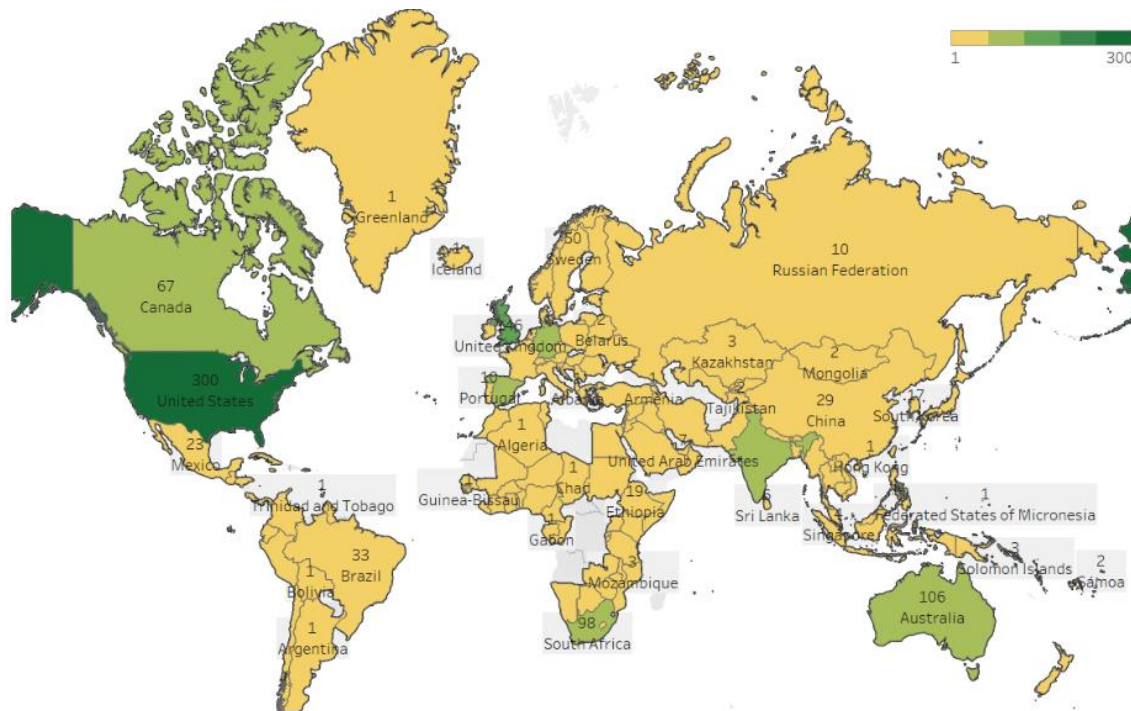 1
300
1
Greenland
1
Iceland
50
Sweden
10
Russian Federation
67
Canada
6
United Kingdom
2
Belarus
3
Kazakhstan
2
Mongolia
300
United States
10
Portugal
Albania
1
Armenia
Tajikistan
29
China
17
South Korea
23
Mexico
1
Algeria
7
United Arab Emirates
1
Hong Kong
1
Trinidad and Tobago
Guinea-Bissau
1
Chad
19
Ethiopia
Sri Lanka
1
Federated States of Micronesia
Gabon
Singapore
33
Brazil
1
Bolivia
3
Mozambique
3
Solomon Islands
2
Samoa
1
Argentina
98
South Africa
106
Australia